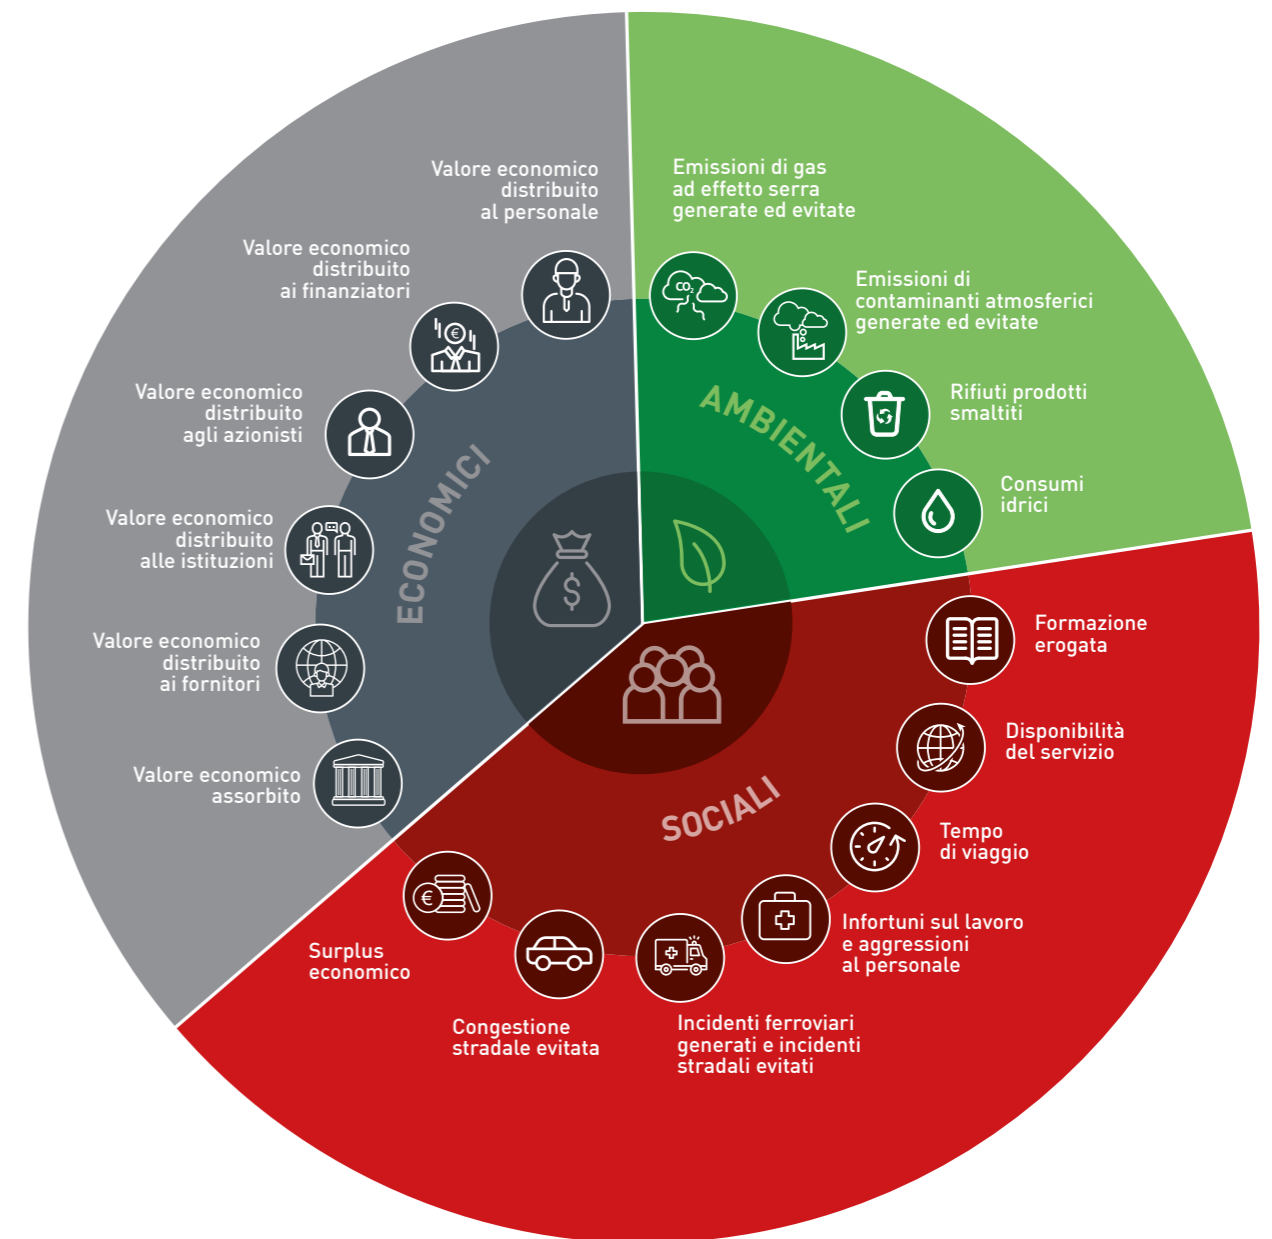 Valore economico
distribuito
al personale
Valore economico
distribuito
ai finanziatori
Valore economico
distribuito
agli azionisti
Valore economico
distribuito
alle istituzioni
Valore economico
distribuito
ai fornitori
Valore economico
assorbito
ECONOMICI
€
$
Emissioni di gas
ad effetto serra
generate ed evitate
Emissioni di
contaminanti atmosferici
generate ed evitate
Rifiuti prodotti
smaltiti
Consumi
idrici
CO₂
AMBIENTALI
Formazione
erogata
Disponibilità
del servizio
Tempo
di viaggio
Infortuni sul lavoro
e aggressioni
al personale
Incidenti ferroviari
generati e incidenti
stradali evitati
Congestione
stradale evitata
Surplus
economico
€
SOCIALI